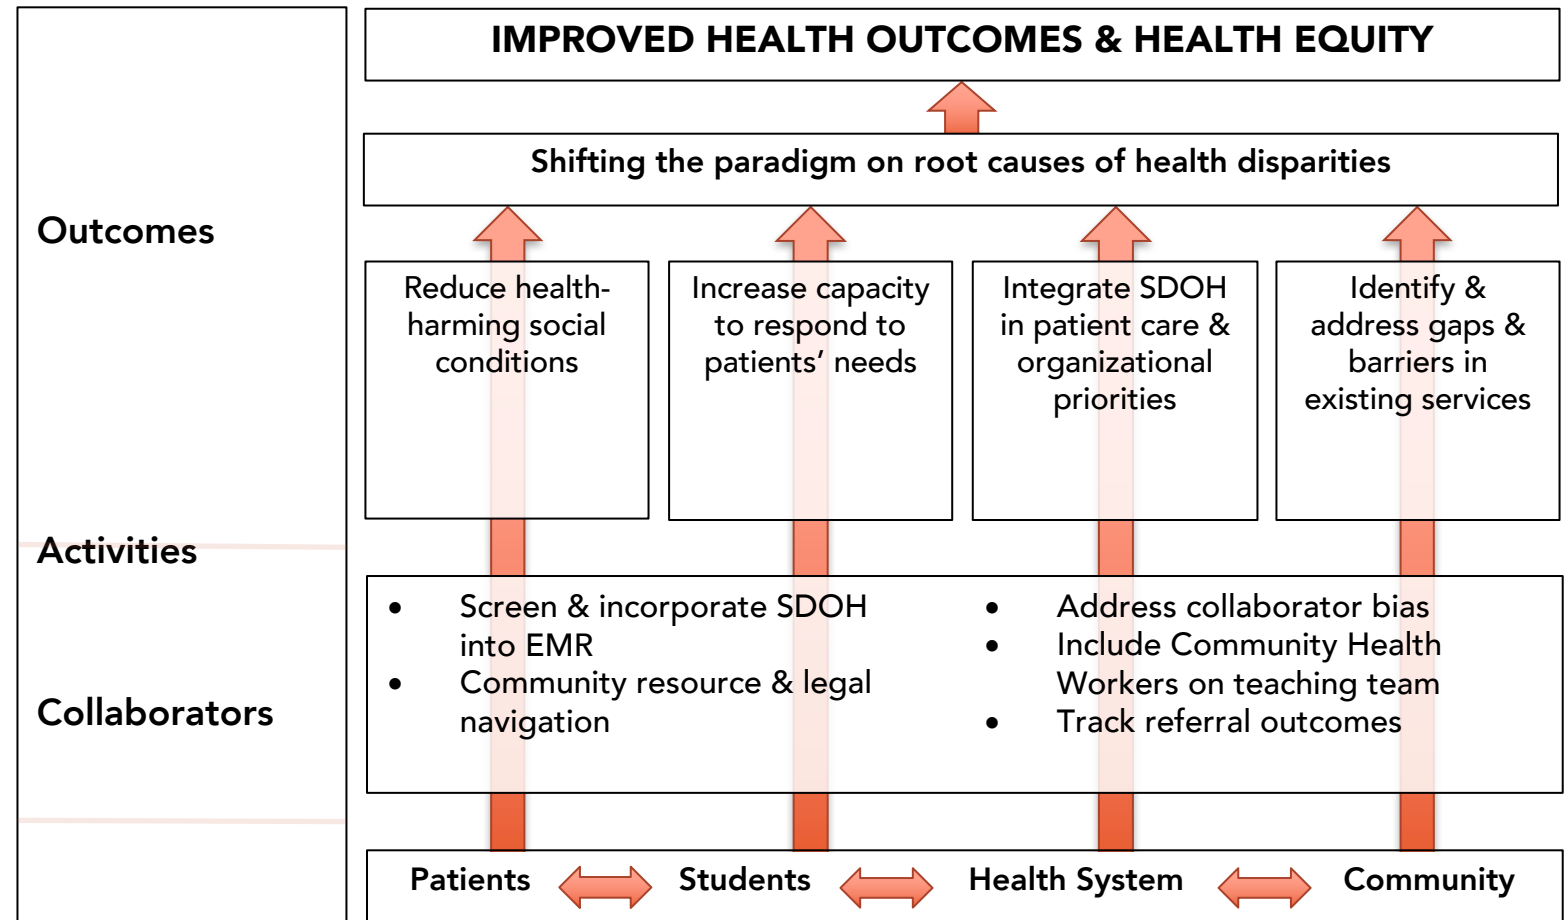 IMPROVED HEALTH OUTCOMES & HEALTH EQUITY
Shifting the paradigm on root causes of health disparities
Outcomes
Reduce health-
harming social
conditions
Increase capacity
to respond to
patients’ needs
Integrate SDOH
in patient care &
organizational
priorities
Identify &
address gaps &
barriers in
existing services
Activities
• Screen & incorporate SDOH
into EMR
• Community resource & legal
navigation
• Address collaborator bias
• Include Community Health
Workers on teaching team
• Track referral outcomes
Collaborators
Patients Students Health System Community